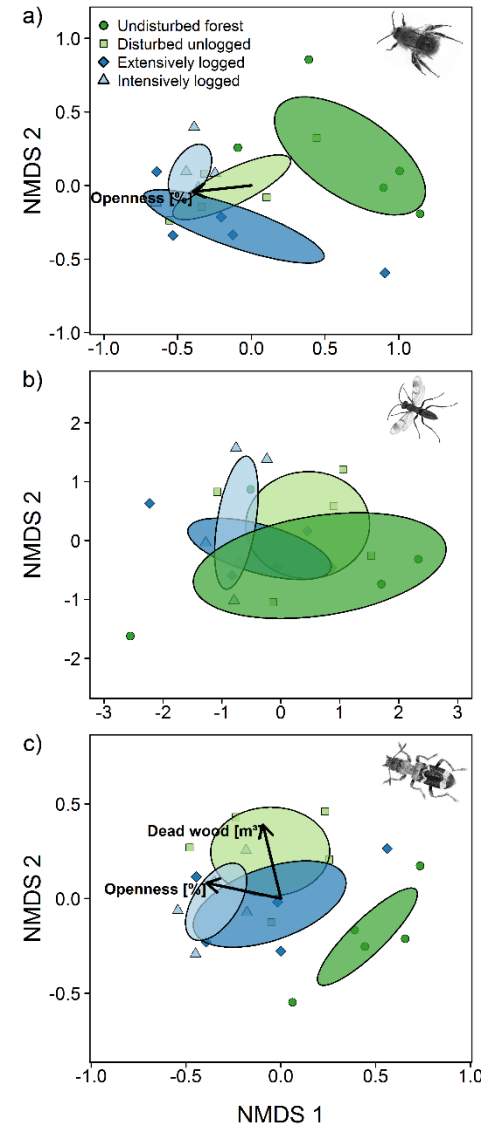 a)
1.0
0.5
0.0
-0.5
-1.0
NMDS 2
Undisturbed forest
Disturbed unlogged
Extensively logged
Intensively logged
Openness [%]
-1.0 -0.5 0.0 0.5 1.0
b)
2
1
0
-1
-2
NMDS 2
-3 -2 -1 0 1 2 3
c)
0.5
0.0
-0.5
NMDS 2
Dead wood [m³]
Openness [%]
-1.0 -0.5 0.0 0.5 1.0
NMDS 1